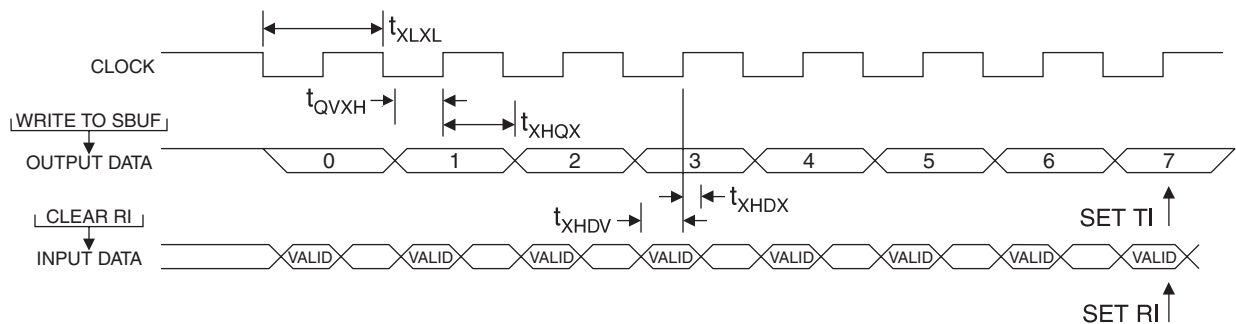 tXLXL
CLOCK
tQVXH
tXHQX
WRITE TO SBUF
OUTPUT DATA
0 1 2 3 4 5 6 7
tXHDX
tXHDV
SET TI
CLEAR RI
INPUT DATA
VALID VALID VALID VALID VALID VALID VALID VALID
SET RI